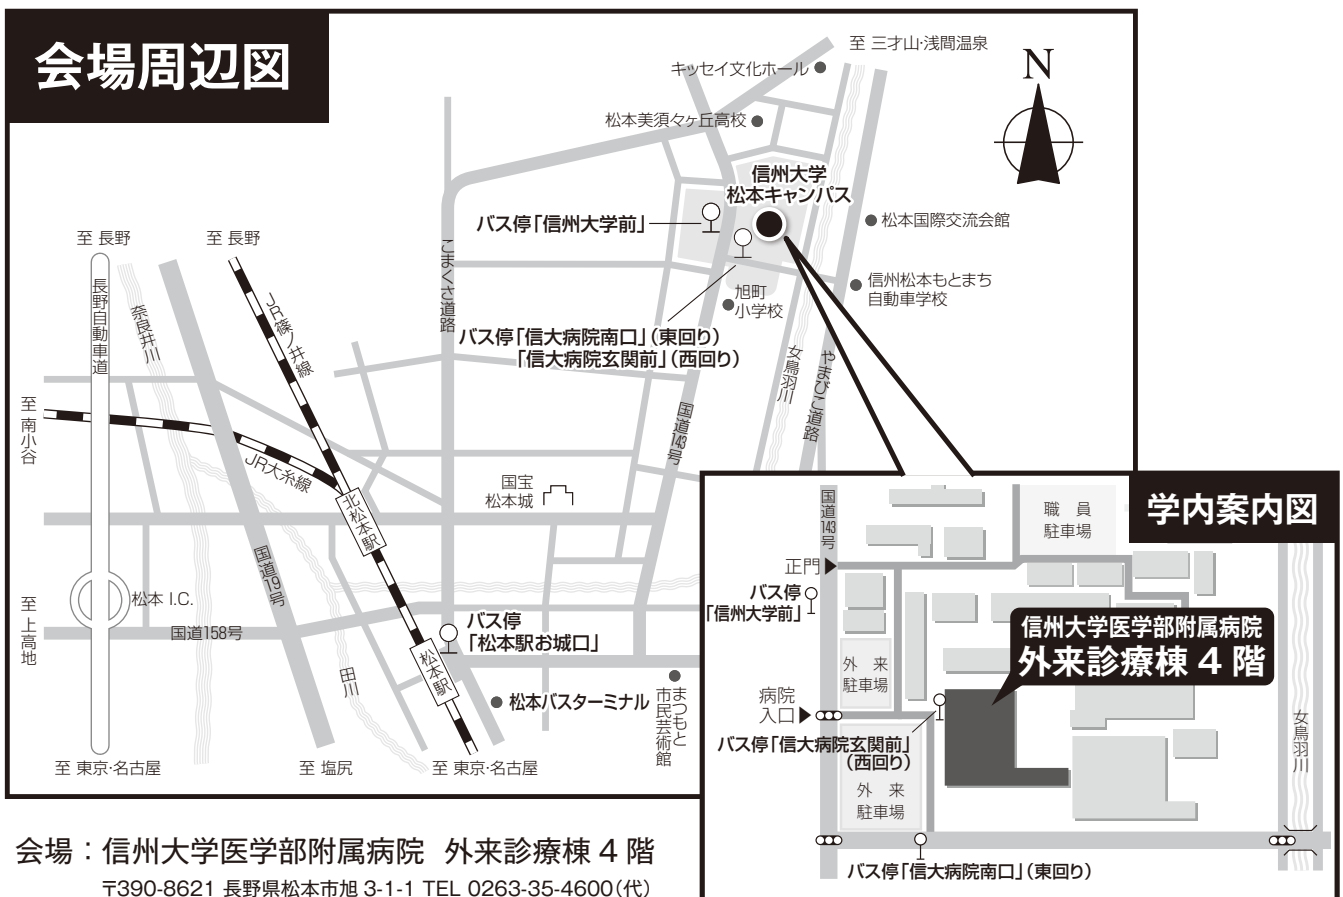 会場周辺図
至 三才山・浅間温泉
キッセイ文化ホール
N
松本美須々ヶ丘高校
信州大学
松本キャンパス
バス停「信州大学前」
松本国際交流会館
至 長野
至 長野
こまくさ道路
長野自動車道
奈良井川
JR篠ノ井線
旭町
小学校
信州松本もとまち
自動車学校
バス停「信大病院南口」(東回り)
「信大病院玄関前」(西回り)
女鳥羽川
やまびこ道路
至 南小谷
国道143号
JR大糸線
国宝
松本城
北松本駅
国道19号
松本 I.C.
至 上高地
国道158号
バス停
「松本駅お城口」
田川
松本駅
松本バスターミナル
まつもと
市民芸術館
至 東京・名古屋
至 塩尻
至 東京・名古屋
学内案内図
国道143号
職 員
駐車場
正門
バス停
「信州大学前」
信州大学医学部附属病院
外来診療棟 4 階
外 来
駐車場
病院
入口
バス停「信大病院玄関前」
(西回り)
女鳥羽川
外 来
駐車場
バス停「信大病院南口」(東回り)
会場:信州大学医学部附属病院 外来診療棟 4 階
〒390-8621 長野県松本市旭 3-1-1 TEL 0263-35-4600(代)